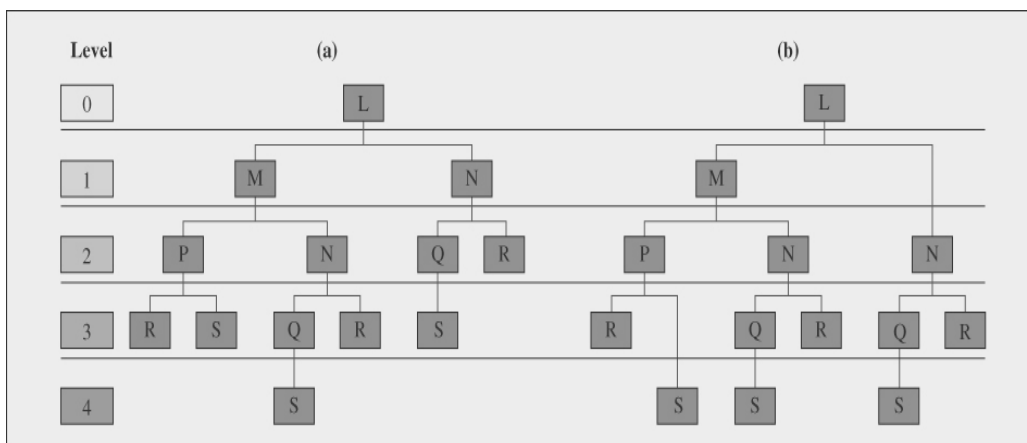 Level (a) (b)
0 L L
1 M N M
2 P N Q R P N N
3 R S Q R S R Q R Q R
4 S S S S